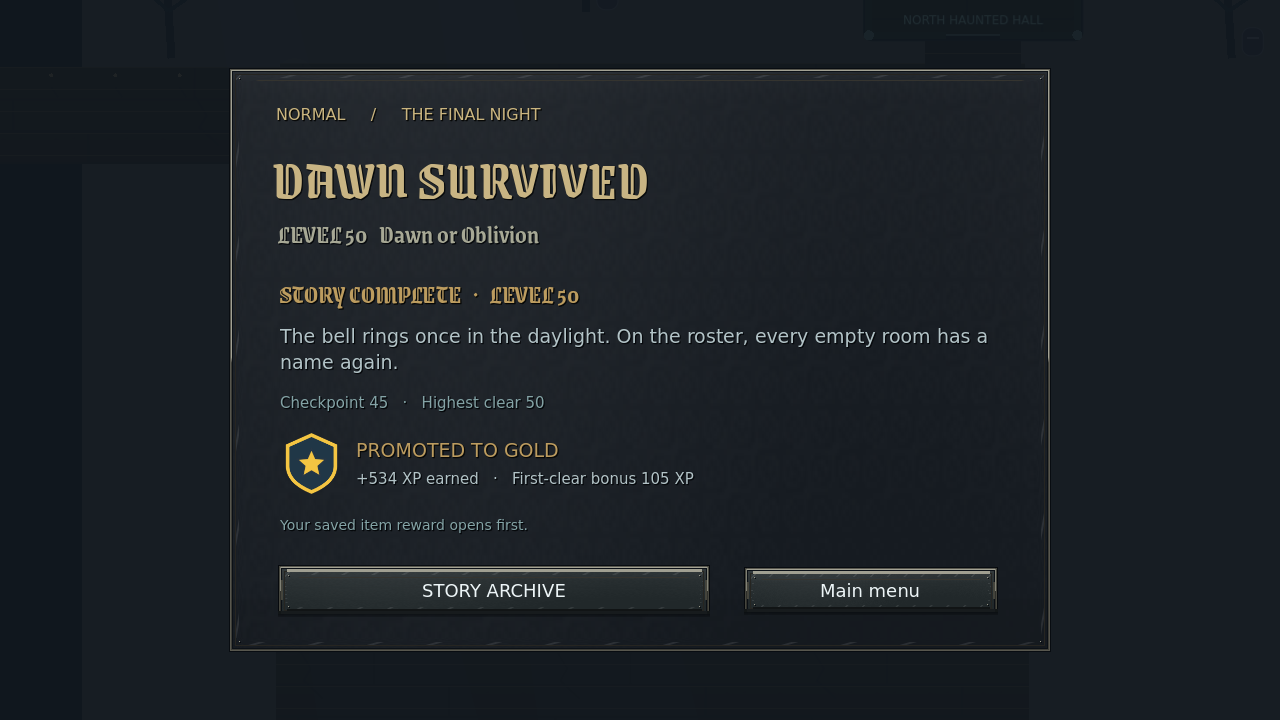 NORTH HAUNTED HALL
NORMAL / THE FINAL NIGHT
DAWN SURVIVED
LEVEL 50 Dawn or Oblivion
STORY COMPLETE · LEVEL 50
The bell rings once in the daylight. On the roster, every empty room has a
name again.
Checkpoint 45 · Highest clear 50
PROMOTED TO GOLD
+534 XP earned · First-clear bonus 105 XP
Your saved item reward opens first.
STORY ARCHIVE
Main menu